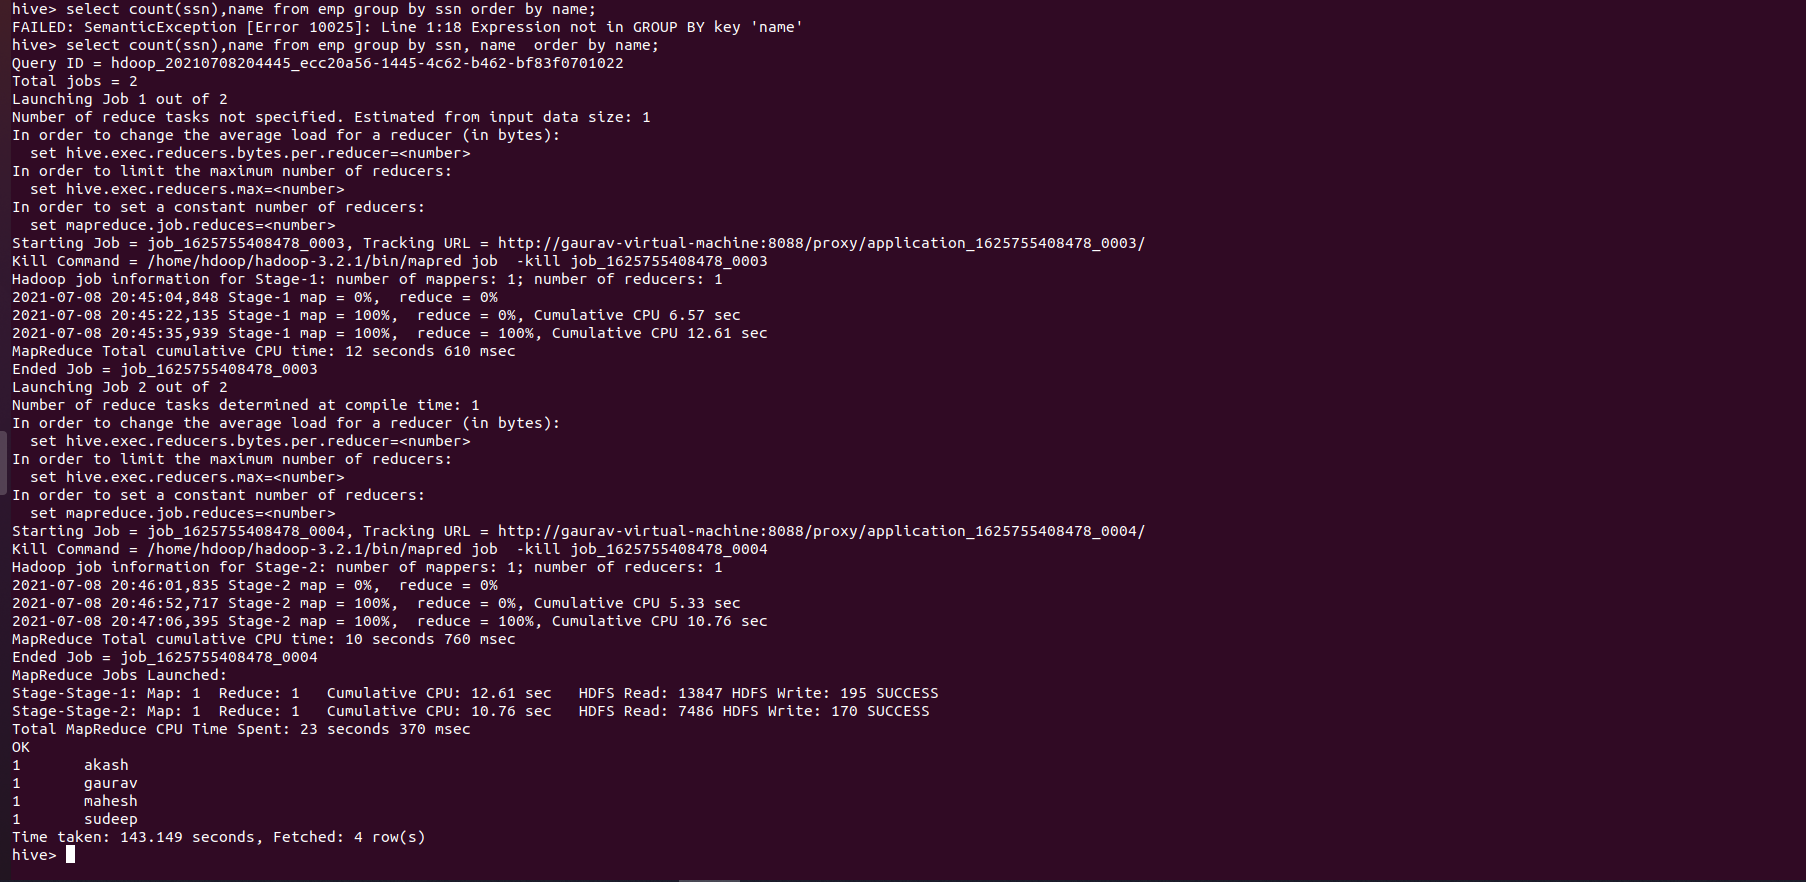 hive> select count(ssn),name from emp group by ssn order by name;
FAILED: SemanticException [Error 10025]: Line 1:18 Expression not in GROUP BY key 'name'
hive> select count(ssn),name from emp group by ssn, name  order by name;
Query ID = hdoop_20210708204445_ecc20a56-1445-4c62-b462-bf83f0701022
Total jobs = 2
Launching Job 1 out of 2
Number of reduce tasks not specified. Estimated from input data size: 1
In order to change the average load for a reducer (in bytes):
  set hive.exec.reducers.bytes.per.reducer=<number>
In order to limit the maximum number of reducers:
  set hive.exec.reducers.max=<number>
In order to set a constant number of reducers:
  set mapreduce.job.reduces=<number>
Starting Job = job_1625755408478_0003, Tracking URL = http://gaurav-virtual-machine:8088/proxy/application_1625755408478_0003/
Kill Command = /home/hdoop/hadoop-3.2.1/bin/mapred job  -kill job_1625755408478_0003
Hadoop job information for Stage-1: number of mappers: 1; number of reducers: 1
2021-07-08 20:45:04,848 Stage-1 map = 0%,  reduce = 0%
2021-07-08 20:45:22,135 Stage-1 map = 100%,  reduce = 0%, Cumulative CPU 6.57 sec
2021-07-08 20:45:35,939 Stage-1 map = 100%,  reduce = 100%, Cumulative CPU 12.61 sec
MapReduce Total cumulative CPU time: 12 seconds 610 msec
Ended Job = job_1625755408478_0003
Launching Job 2 out of 2
Number of reduce tasks determined at compile time: 1
In order to change the average load for a reducer (in bytes):
  set hive.exec.reducers.bytes.per.reducer=<number>
In order to limit the maximum number of reducers:
  set hive.exec.reducers.max=<number>
In order to set a constant number of reducers:
  set mapreduce.job.reduces=<number>
Starting Job = job_1625755408478_0004, Tracking URL = http://gaurav-virtual-machine:8088/proxy/application_1625755408478_0004/
Kill Command = /home/hdoop/hadoop-3.2.1/bin/mapred job  -kill job_1625755408478_0004
Hadoop job information for Stage-2: number of mappers: 1; number of reducers: 1
2021-07-08 20:46:01,835 Stage-2 map = 0%,  reduce = 0%
2021-07-08 20:46:52,717 Stage-2 map = 100%,  reduce = 0%, Cumulative CPU 5.33 sec
2021-07-08 20:47:06,395 Stage-2 map = 100%,  reduce = 100%, Cumulative CPU 10.76 sec
MapReduce Total cumulative CPU time: 10 seconds 760 msec
Ended Job = job_1625755408478_0004
MapReduce Jobs Launched:
Stage-Stage-1: Map: 1  Reduce: 1   Cumulative CPU: 12.61 sec   HDFS Read: 13847 HDFS Write: 195 SUCCESS
Stage-Stage-2: Map: 1  Reduce: 1   Cumulative CPU: 10.76 sec   HDFS Read: 7486 HDFS Write: 170 SUCCESS
Total MapReduce CPU Time Spent: 23 seconds 370 msec
OK
1       akash
1       gaurav
1       mahesh
1       sudeep
Time taken: 143.149 seconds, Fetched: 4 row(s)
hive>